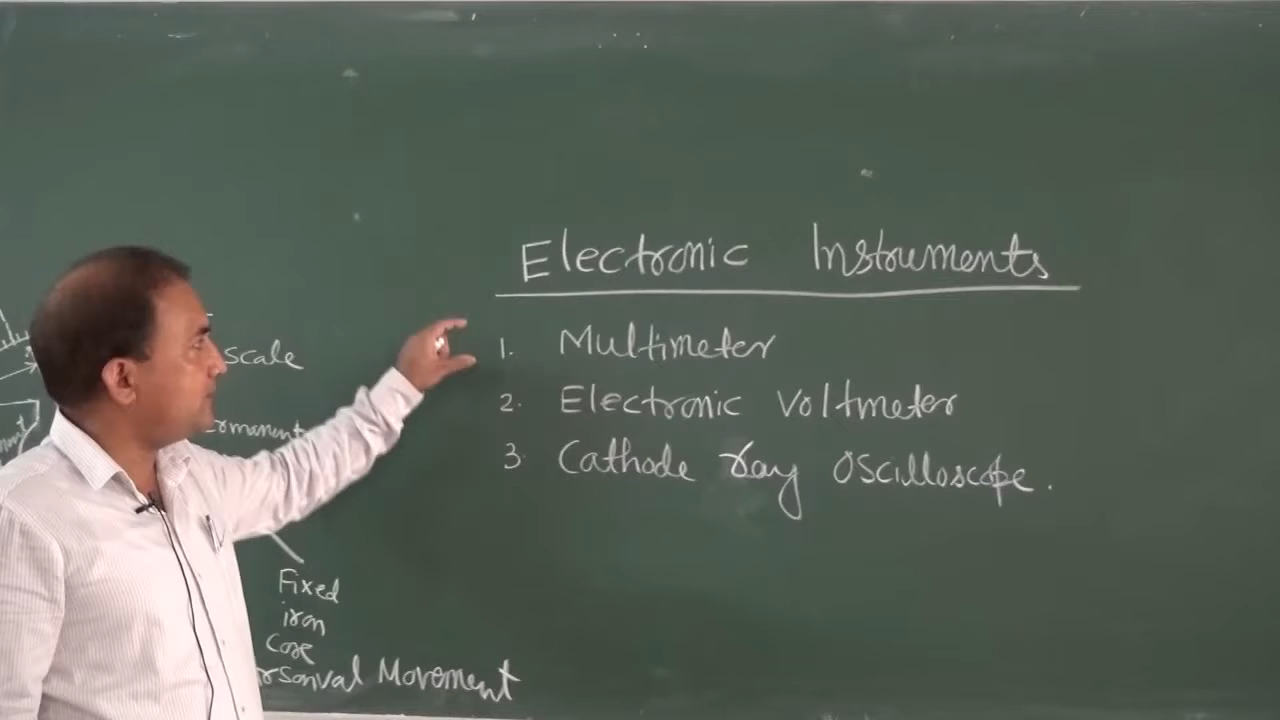 Electronic Instruments
1. Multimeter
2. Electronic Voltmeter
3. Cathode ray Oscilloscope.
scale
Fixed
iron
Core
Movement